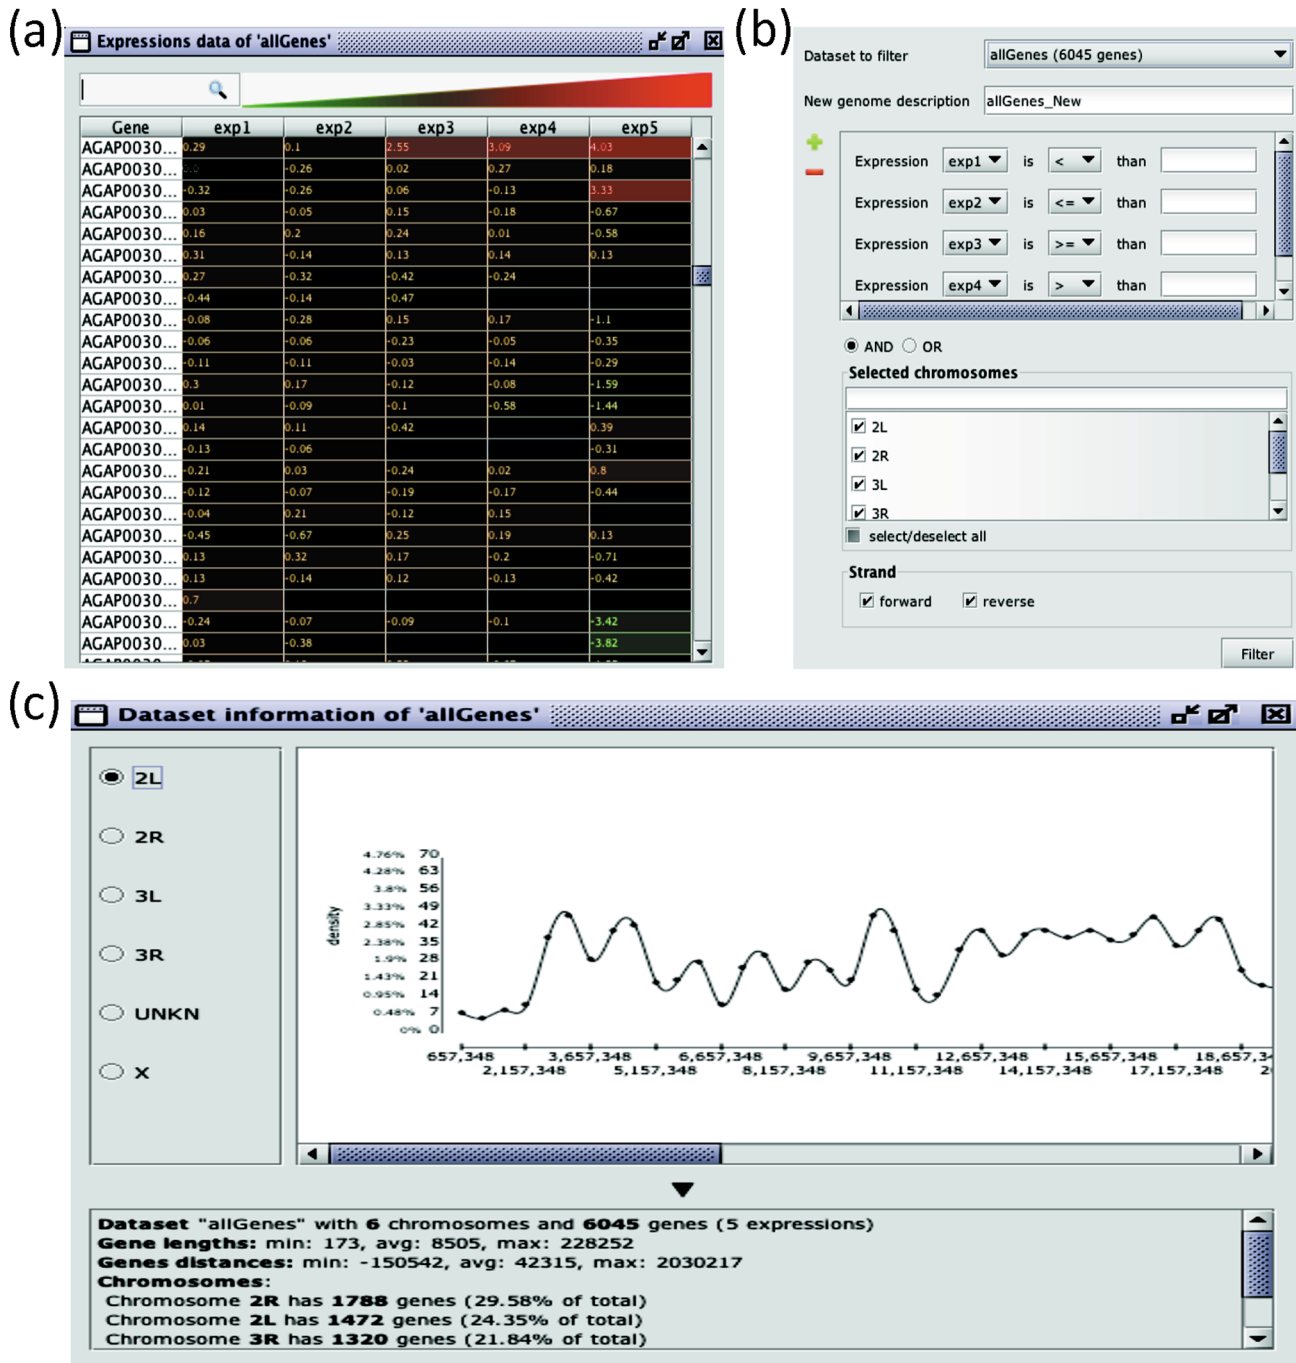 (a)
Expressions data of 'allGenes'
Gene exp1 exp2 exp3 exp4 exp5
AGAP0030... 0.29 0.1 2.55 3.09 4.03
AGAP0030... 0.0 -0.26 0.02 0.27 0.18
AGAP0030... -0.32 -0.26 0.06 -0.13 3.33
AGAP0030... 0.03 -0.05 0.15 -0.18 -0.67
AGAP0030... 0.16 0.2 0.24 0.01 -0.58
AGAP0030... 0.31 -0.14 0.13 0.14 0.13
AGAP0030... 0.27 -0.32 -0.42 -0.24
AGAP0030... -0.44 -0.14 -0.47
AGAP0030... -0.08 -0.28 0.15 0.17 -1.1
AGAP0030... -0.06 -0.06 -0.23 -0.05 -0.35
AGAP0030... -0.11 -0.11 -0.03 -0.14 -0.29
AGAP0030... 0.3 0.17 -0.12 -0.08 -1.59
AGAP0030... 0.01 -0.09 -0.1 -0.58 -1.44
AGAP0030... 0.14 0.11 -0.42 0.39
AGAP0030... -0.13 -0.06 -0.31
AGAP0030... -0.21 0.03 -0.24 0.02 0.8
AGAP0030... -0.12 -0.07 -0.19 -0.17 -0.44
AGAP0030... -0.04 0.21 -0.12 0.15
AGAP0030... -0.45 -0.67 0.25 0.19 0.13
AGAP0030... 0.13 0.32 0.17 -0.2 -0.71
AGAP0030... 0.13 -0.14 0.12 -0.13 -0.42
AGAP0030... 0.7
AGAP0030... -0.24 -0.07 -0.09 -0.1 -3.42
AGAP0030... 0.03 -0.38 -3.82
(b)
Dataset to filter allGenes (6045 genes)
New genome description allGenes_New
Expression exp1 is < than
Expression exp2 is <= than
Expression exp3 is >= than
Expression exp4 is > than
AND OR
Selected chromosomes
2L
2R
3L
3R
select/deselect all
Strand
forward reverse
Filter
(c)
Dataset information of 'allGenes'
2L
2R
3L
3R
UNKN
X
density
4.76% 70
4.28% 63
3.8% 56
3.33% 49
2.85% 42
2.38% 35
1.9% 28
1.43% 21
0.95% 14
0.48% 7
0% 0
657,348 3,657,348 6,657,348 9,657,348 12,657,348 15,657,348 18,657,34
2,157,348 5,157,348 8,157,348 11,157,348 14,157,348 17,157,348 2
Dataset "allGenes" with 6 chromosomes and 6045 genes (5 expressions)
Gene lengths: min: 173, avg: 8505, max: 228252
Genes distances: min: -150542, avg: 42315, max: 2030217
Chromosomes:
Chromosome 2R has 1788 genes (29.58% of total)
Chromosome 2L has 1472 genes (24.35% of total)
Chromosome 3R has 1320 genes (21.84% of total)